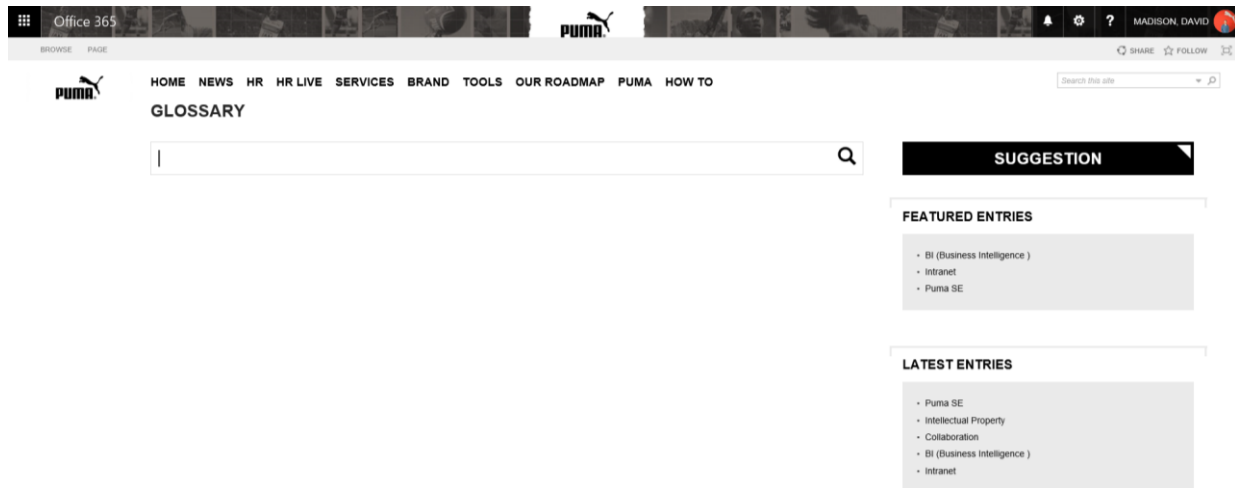 Office 365
PUMA
MADISON, DAVID
BROWSE PAGE
SHARE FOLLOW
PUMA
HOME NEWS HR HR LIVE SERVICES BRAND TOOLS OUR ROADMAP PUMA HOW TO
Search this site
GLOSSARY
SUGGESTION
FEATURED ENTRIES
BI (Business Intelligence )
Intranet
Puma SE
LATEST ENTRIES
Puma SE
Intellectual Property
Collaboration
BI (Business Intelligence )
Intranet